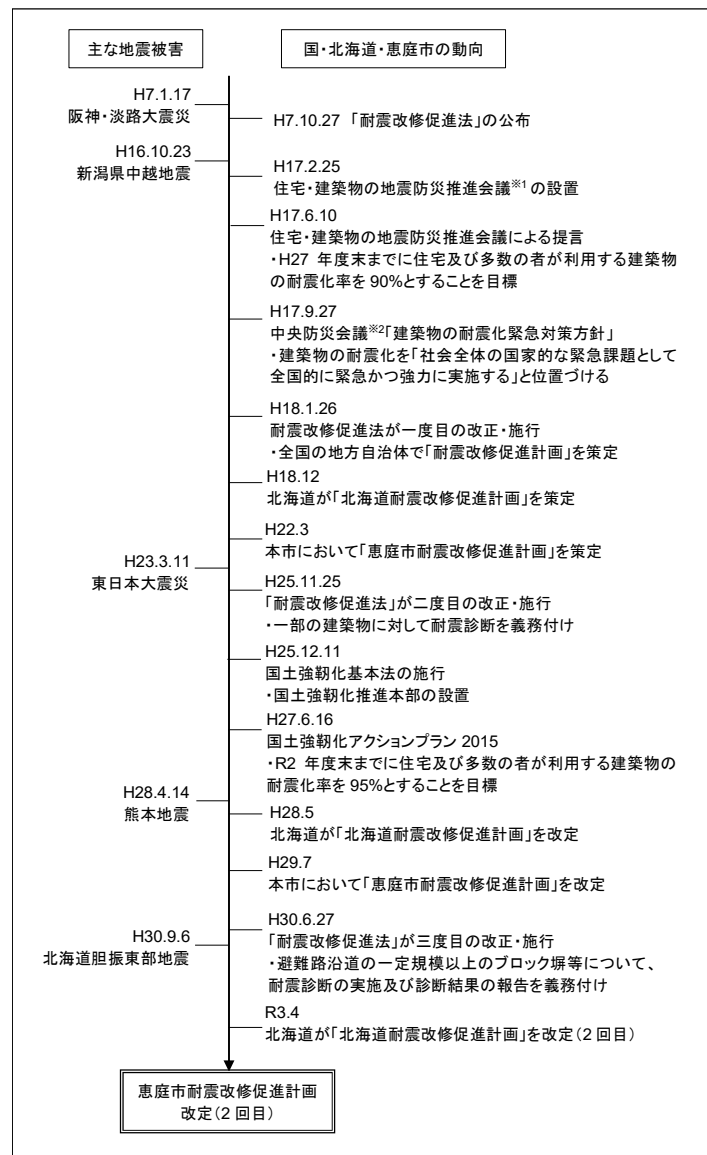 主な地震被害
国・北海道・恵庭市の動向
H7.1.17
阪神・淡路大震災
H7.10.27 「耐震改修促進法」の公布
H16.10.23
新潟県中越地震
H17.2.25
住宅・建築物の地震防災推進会議※1 の設置
H17.6.10
住宅・建築物の地震防災推進会議による提言
・H27 年度末までに住宅及び多数の者が利用する建築物
の耐震化率を 90%とすることを目標
H17.9.27
中央防災会議※2「建築物の耐震化緊急対策方針」
・建築物の耐震化を「社会全体の国家的な緊急課題として
全国的に緊急かつ強力に実施する」と位置づける
H18.1.26
耐震改修促進法が一度目の改正・施行
・全国の地方自治体で「耐震改修促進計画」を策定
H18.12
北海道が「北海道耐震改修促進計画」を策定
H22.3
本市において「恵庭市耐震改修促進計画」を策定
H23.3.11
東日本大震災
H25.11.25
「耐震改修促進法」が二度目の改正・施行
・一部の建築物に対して耐震診断を義務付け
H25.12.11
国土強靭化基本法の施行
・国土強靭化推進本部の設置
H27.6.16
国土強靭化アクションプラン 2015
・R2 年度末までに住宅及び多数の者が利用する建築物の
耐震化率を 95%とすることを目標
H28.4.14
熊本地震
H28.5
北海道が「北海道耐震改修促進計画」を改定
H29.7
本市において「恵庭市耐震改修促進計画」を改定
H30.6.27
「耐震改修促進法」が三度目の改正・施行
・避難路沿道の一定規模以上のブロック塀等について、
耐震診断の実施及び診断結果の報告を義務付け
H30.9.6
北海道胆振東部地震
R3.4
北海道が「北海道耐震改修促進計画」を改定(2 回目)
恵庭市耐震改修促進計画
改定(2 回目)